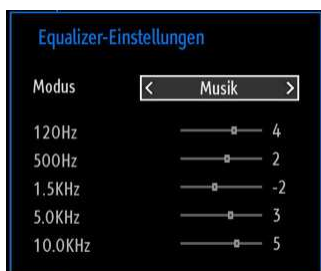 Equalizer-Einstellungen
Modus < Musik >
120Hz 4
500Hz 2
1.5KHz -2
5.0KHz 3
10.0KHz 5